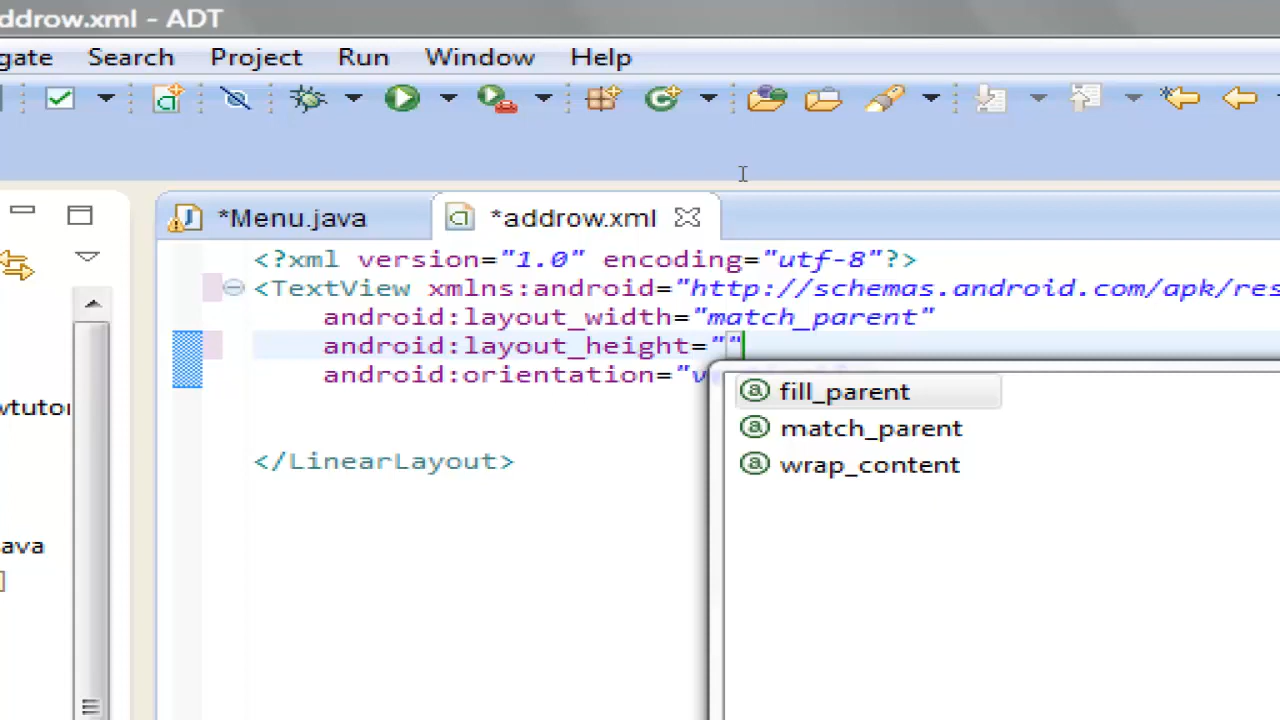 ddrow.xml - ADT
gate Search Project Run Window Help
*Menu.java *addrow.xml
<?xml version="1.0" encoding="utf-8"?>
<TextView xmlns:android="http://schemas.android.com/apk/res
android:layout_width="match_parent"
android:layout_height=""
android:orientation="v
fill_parent
match_parent
wrap_content
</LinearLayout>
wtutor
ava